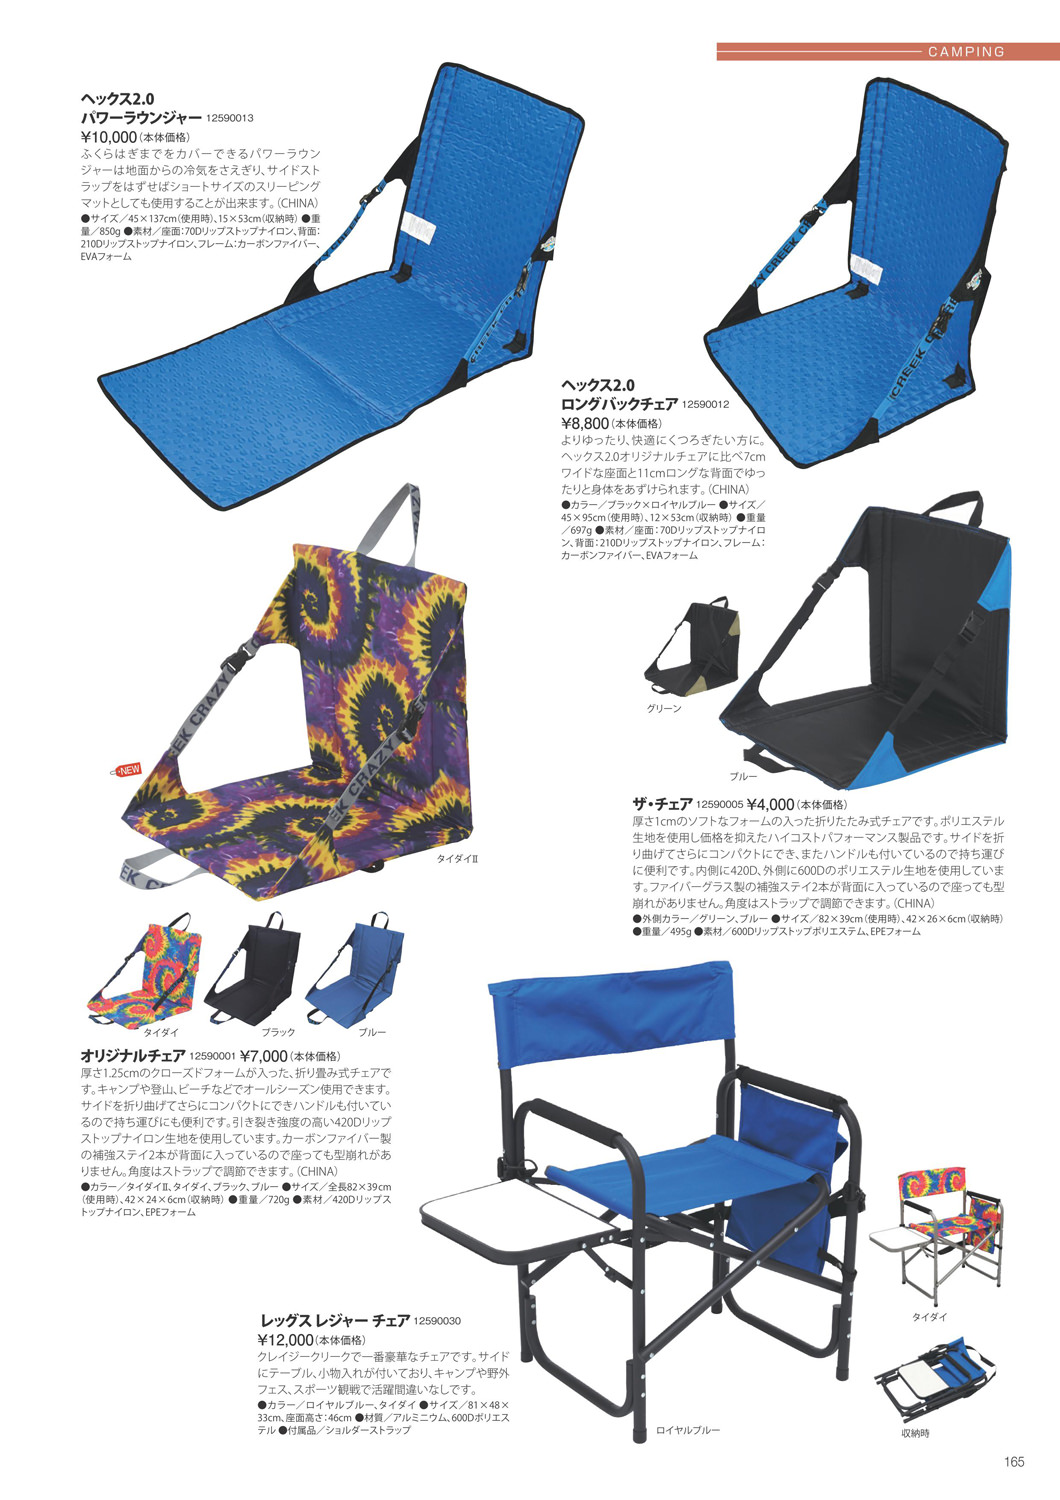 CAMPING
ヘックス2.0
パワーラウンジャー 12590013
¥10,000（本体価格）
ふくらはぎまでをカバーできるパワーラウン
ジャーは地面からの冷気をさえぎり、サイドスト
ラップをはずせばショートサイズのスリーピング
マットとしても使用することが出来ます。（CHINA）
●サイズ／45×137cm（使用時）、15×53cm（収納時） ●重
量／850g ●素材／座面：70Dリップストップナイロン、背面：
210Dリップストップナイロン、フレーム：カーボンファイバー、
EVAフォーム
ヘックス2.0
ロングバックチェア 12590012
¥8,800（本体価格）
よりゆったり、快適にくつろぎたい方に。
ヘックス2.0オリジナルチェアに比べ7cm
ワイドな座面と11cmロングな背面でゆっ
たりと身体をあずけられます。（CHINA）
●カラー／ブラック×ロイヤルブルー ●サイズ／
45×95cm（使用時）、12×53cm（収納時） ●重量
／697g ●素材／座面：70Dリップストップナイロ
ン、背面：210Dリップストップナイロン、フレーム：
カーボンファイバー、EVAフォーム
グリーン
ブルー
ザ・チェア 12590005 ¥4,000（本体価格）
厚さ1cmのソフトなフォームの入った折りたたみ式チェアです。ポリエステル
生地を使用し価格を抑えたハイコストパフォーマンス製品です。サイドを折
り曲げてさらにコンパクトにでき、またハンドルも付いているので持ち運び
に便利です。内側に420D、外側に600Dのポリエステル生地を使用していま
す。ファイバーグラス製の補強ステイ2本が背面に入っているので座っても型
崩れがありません。角度はストラップで調節できます。（CHINA）
●外側カラー／グリーン、ブルー ●サイズ／82×39cm（使用時）、42×26×6cm（収納時）
●重量／495g ●素材／600Dリップストップポリエステム、EPEフォーム
NEW
EEK CRAZY
EK CRAZY
EEK C
CREEK
CREEK
ZY CREEK C
CREEK C
タイダイII
タイダイ
ブラック
ブルー
オリジナルチェア 12590001 ¥7,000（本体価格）
厚さ1.25cmのクローズドフォームが入った、折り畳み式チェアで
す。キャンプや登山、ビーチなどでオールシーズン使用できます。
サイドを折り曲げてさらにコンパクトにできハンドルも付いてい
るので持ち運びにも便利です。引き裂き強度の高い420Dリップ
ストップナイロン生地を使用しています。カーボンファイバー製
の補強ステイ2本が背面に入っているので座っても型崩れがあ
りません。角度はストラップで調節できます。（CHINA）
●カラー／タイダイII、タイダイ、ブラック、ブルー ●サイズ／全長82×39cm
（使用時）、42×24×6cm（収納時） ●重量／720g ●素材／420Dリップス
トップナイロン、EPEフォーム
レッグス レジャー チェア 12590030
¥12,000（本体価格）
クレイジークリークで一番豪華なチェアです。サイド
にテーブル、小物入れが付いており、キャンプや野外
フェス、スポーツ観戦で活躍間違いなしです。
●カラー／ロイヤルブルー、タイダイ ●サイズ／81×48×
33cm、座面高さ：46cm ●材質／アルミニウム、600Dポリエス
テル ●付属品／ショルダーストラップ
ロイヤルブルー
タイダイ
収納時
165